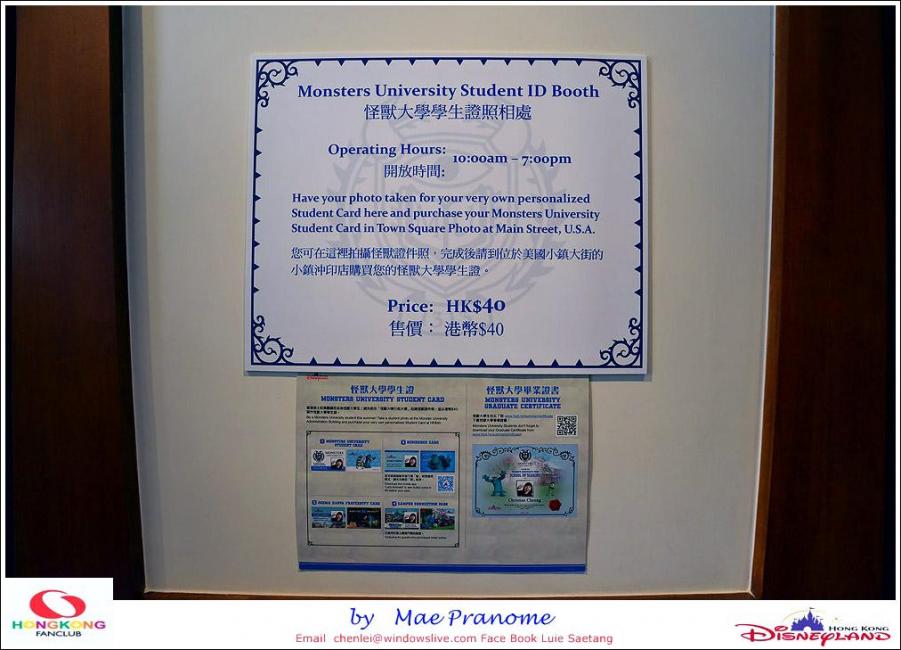 Monsters University Student ID Booth
怪獸大學學生證照相處
Operating Hours: 10:00am – 7:00pm
開放時間:
Have your photo taken for your very own personalized
Student Card here and purchase your Monsters University
Student Card in Town Square Photo at Main Street, U.S.A.
您可在這裡拍攝怪獸證件照，完成後請到位於美國小鎮大街的
小鎮沖印店購買您的怪獸大學學生證。
Price: HK$40
售價： 港幣$40
怪獸大學學生證
MONSTERS UNIVERSITY STUDENT CARD
怪獸大學畢業證書
MONSTERS UNIVERSITY
GRADUATE CERTIFICATE
MONSTERS UNIVERSITY
STUDENT CARD
Christian Cheung
HONGKONG
FANCLUB
by Mae Pranome
Email chenlei@windowslive.com Face Book Luie Saetang
HONG KONG
DISNEYLAND